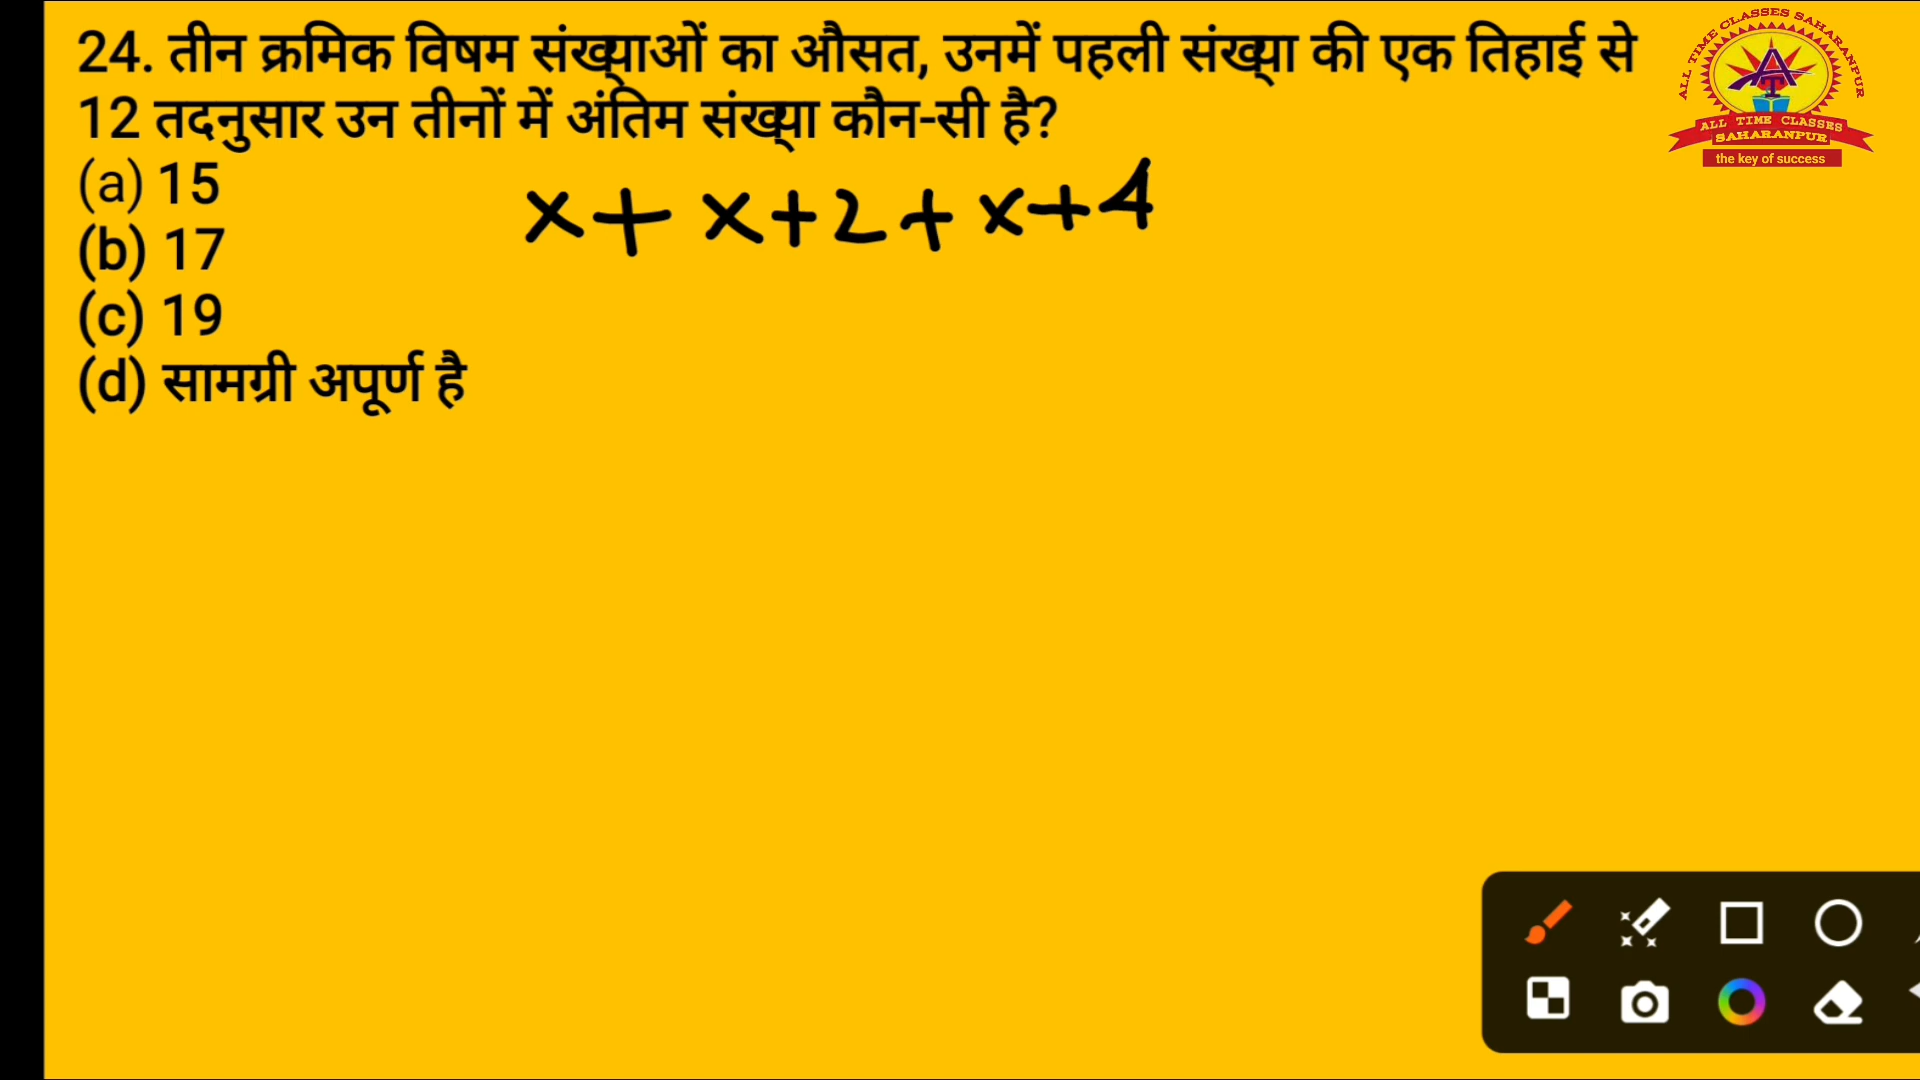 24. तीन क्रमिक विषम संख्याओं का औसत, उनमें पहली संख्या की एक तिहाई से
12 तदनुसार उन तीनों में अंतिम संख्या कौन-सी है?
(a) 15
(b) 17
(c) 19
(d) सामग्री अपूर्ण है
x + x+2 + x+4
ALL TIME CLASSES SAHARANPUR
ALL TIME CLASSES
SAHARANPUR
the key of success